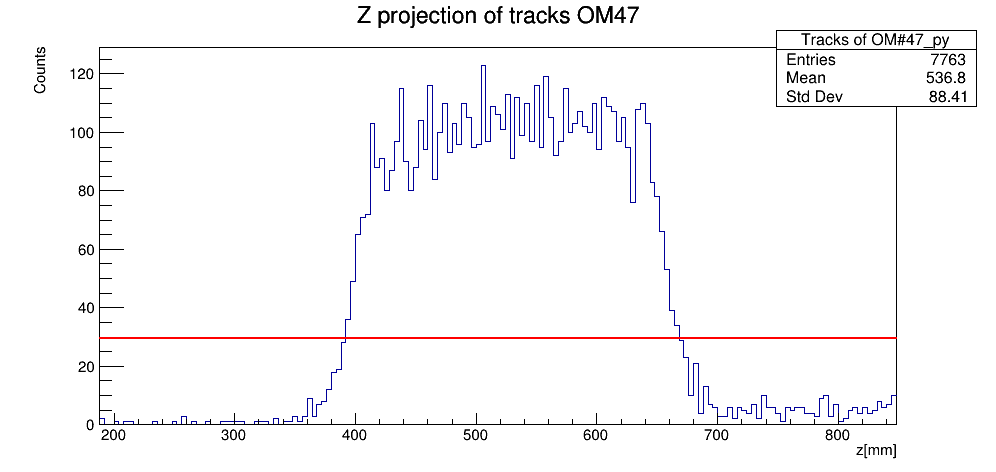 Z projection of tracks OM47
Tracks of OM#47_py
Entries 7763
Mean 536.8
Std Dev 88.41
Counts
120
100
80
60
40
20
0
200 300 400 500 600 700 800
z[mm]